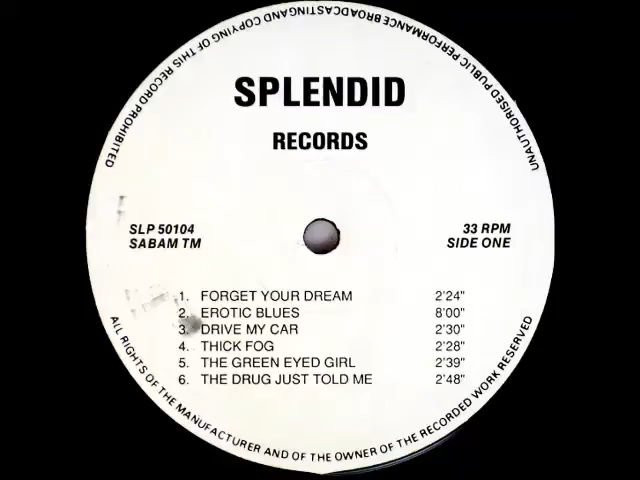 UNAUTHORISED PUBLIC PERFORMANCE BROADCASTINGAND COPYING OF THIS RECORD PROHIBITED
SPLENDID
RECORDS
SLP 50104 33 RPM
SABAM TM SIDE ONE
1. FORGET YOUR DREAM 2'24"
2. EROTIC BLUES 8'00"
3. DRIVE MY CAR 2'30"
4. THICK FOG 2'28"
5. THE GREEN EYED GIRL 2'39"
6. THE DRUG JUST TOLD ME 2'48"
ALL RIGHTS OF THE MANUFACTURER AND OF THE OWNER OF THE RECORDED WORK RESERVED